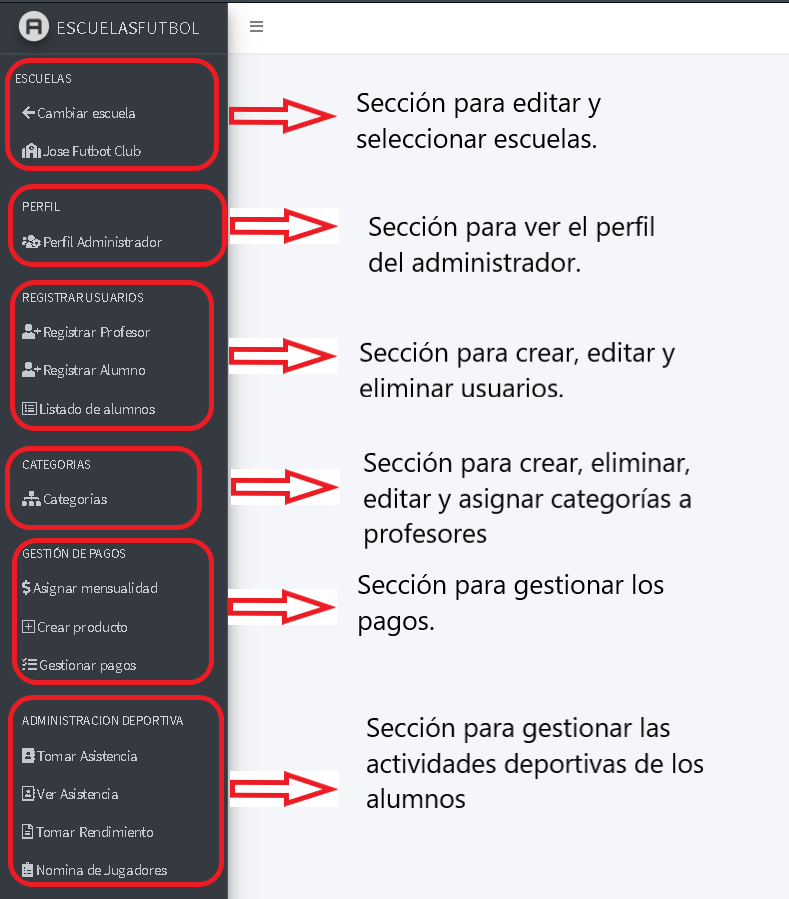 ESCUELASFUTBOL
ESCUELAS
Cambiar escuela
Jose Futbot Club
Sección para editar y
seleccionar escuelas.
PERFIL
Perfil Administrador
Sección para ver el perfil
del administrador.
REGISTRAR USUARIOS
Registrar Profesor
Registrar Alumno
Listado de alumnos
Sección para crear, editar y
eliminar usuarios.
CATEGORIAS
Categorias
Sección para crear, eliminar,
editar y asignar categorías a
profesores
GESTIÓN DE PAGOS
Asignar mensualidad
Crear producto
Gestionar pagos
Sección para gestionar los
pagos.
ADMINISTRACION DEPORTIVA
Tomar Asistencia
Ver Asistencia
Tomar Rendimiento
Nomina de Jugadores
Sección para gestionar las
actividades deportivas de los
alumnos